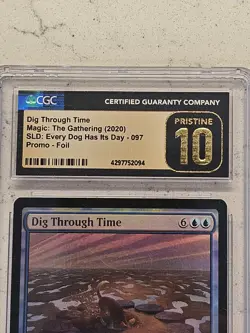 CGC
CERTIFIED GUARANTY COMPANY
Dig Through Time
Magic: The Gathering (2020)
SLD: Every Dog Has Its Day - 097
Promo - Foil
PRISTINE
10
4297752094
Dig Through Time
6